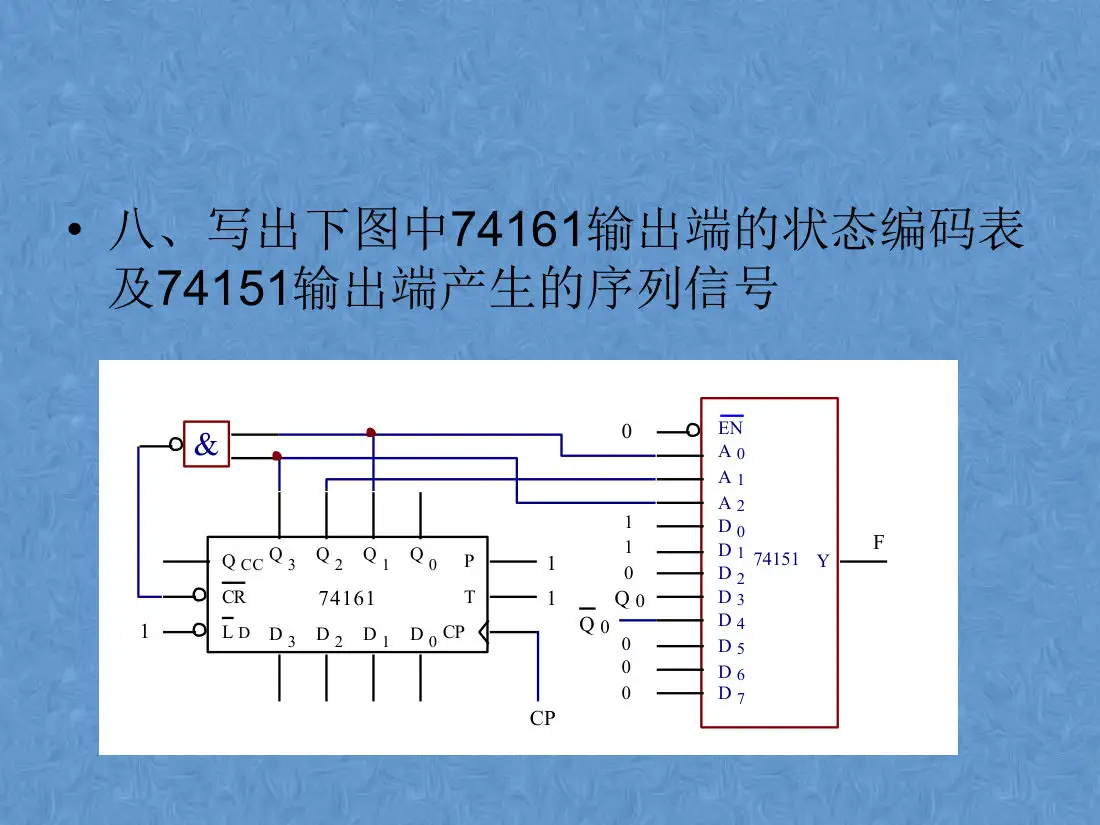 • 八、写出下图中74161输出端的状态编码表
及74151输出端产生的序列信号
0 EN
& A 0
A 1
A 2
1 D 0
1 D 1 74151 Y F
0 D 2
Q 0 D 3
Q 0 D 4
0 D 5
0 D 6
0 D 7
Q CC Q 3 Q 2 Q 1 Q 0 P 1
CR 74161 T 1
1 L D D 3 D 2 D 1 D 0 CP
CP